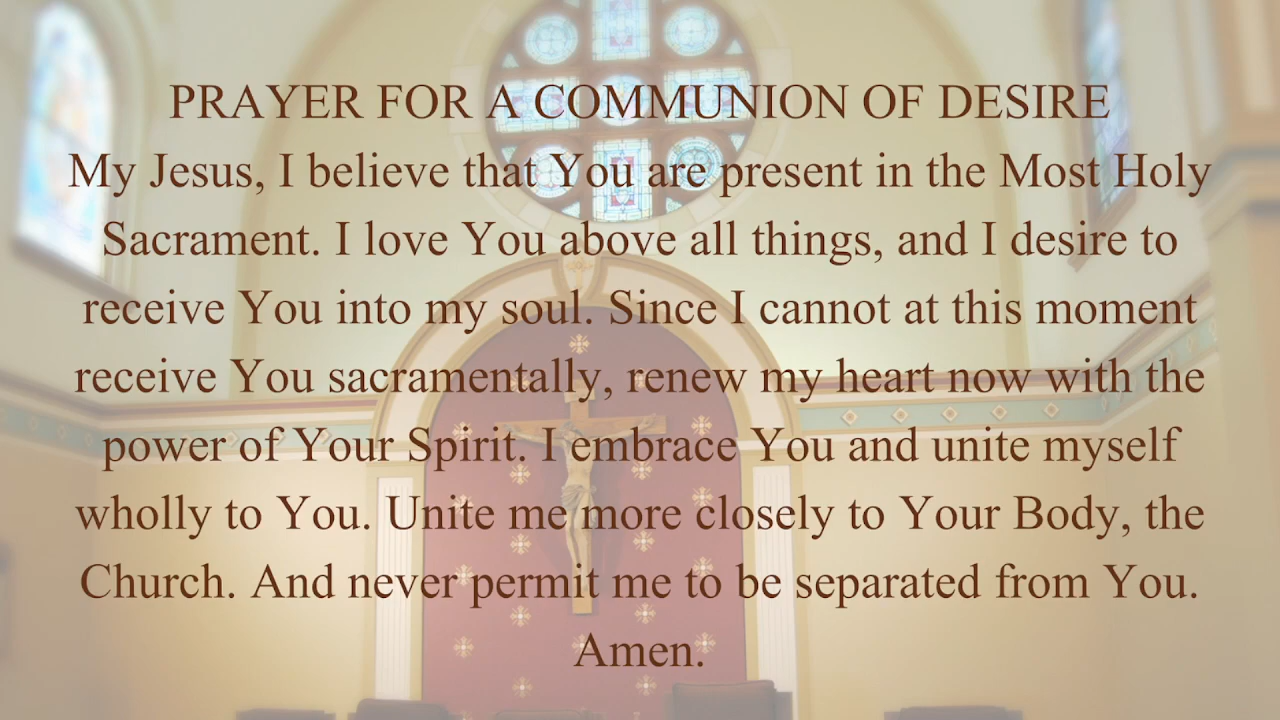 PRAYER FOR A COMMUNION OF DESIRE
My Jesus, I believe that You are present in the Most Holy
Sacrament. I love You above all things, and I desire to
receive You into my soul. Since I cannot at this moment
receive You sacramentally, renew my heart now with the
power of Your Spirit. I embrace You and unite myself
wholly to You. Unite me more closely to Your Body, the
Church. And never permit me to be separated from You.
Amen.